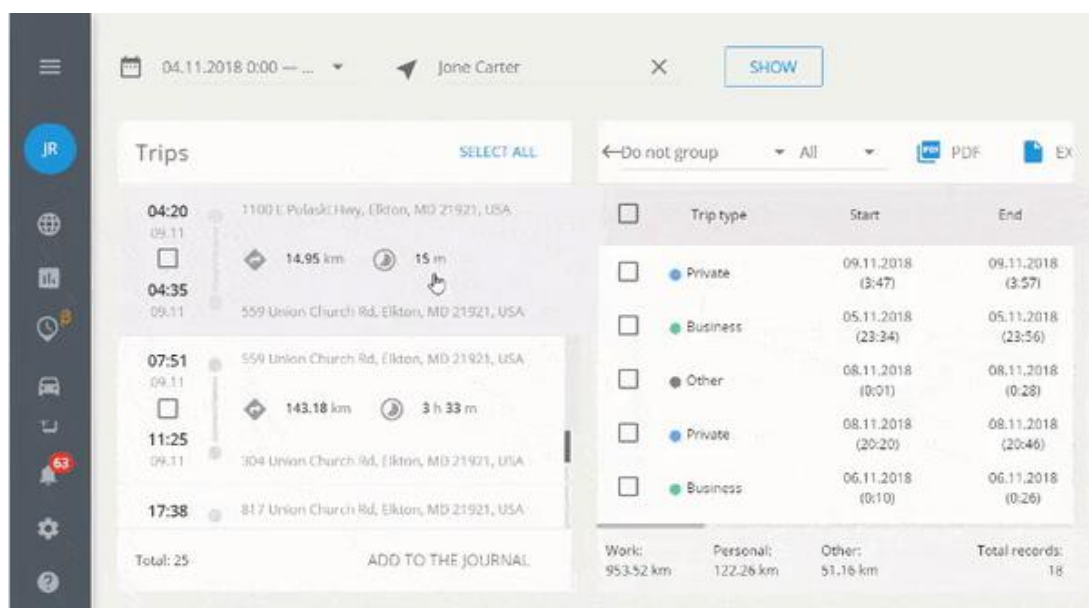 04.11.2018 0:00 — ...
Jone Carter
SHOW
JR
Trips
SELECT ALL
04:20
09.11
1100 E Pulaski Hwy, Elkton, MD 21921, USA
14.95 km
15 m
04:35
09.11
559 Union Church Rd, Elkton, MD 21921, USA
07:51
09.11
559 Union Church Rd, Elkton, MD 21921, USA
143.18 km
3 h 33 m
11:25
09.11
304 Union Church Rd, Elkton, MD 21921, USA
17:38
817 Union Church Rd, Elkton, MD 21921, USA
Total: 25
ADD TO THE JOURNAL
63
Do not group
All
PDF
PDF
EX
Trip type Start End
Private 09.11.2018 09.11.2018
(3:47) (3:57)
Business 05.11.2018 05.11.2018
(23:34) (23:56)
Other 08.11.2018 08.11.2018
(0:01) (0:28)
Private 08.11.2018 08.11.2018
(20:20) (20:46)
Business 06.11.2018 06.11.2018
(0:10) (0:26)
Work: Personal: Other: Total records:
953.52 km 122.26 km 51.16 km 18